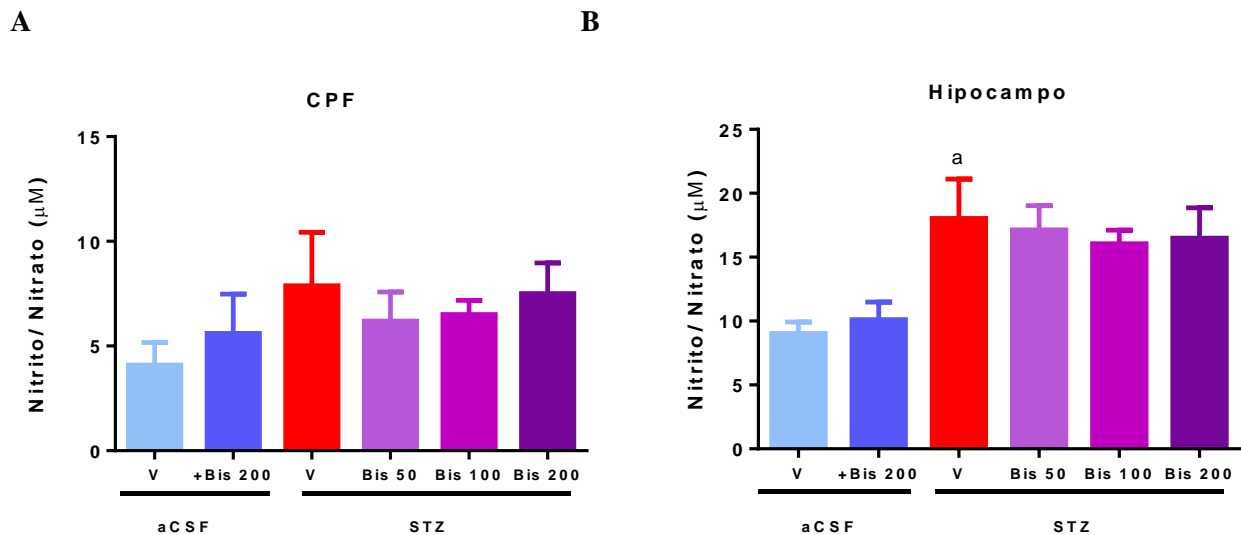 A
B
CPF
Nitrito/ Nitrato (µM)
15
10
5
0
V +Bis 200 V Bis 50 Bis 100 Bis 200
aCSF STZ
Hipocampo
Nitrito/ Nitrato (µM)
25
20
15
10
5
0
a
V +Bis 200 V Bis 50 Bis 100 Bis 200
aCSF STZ